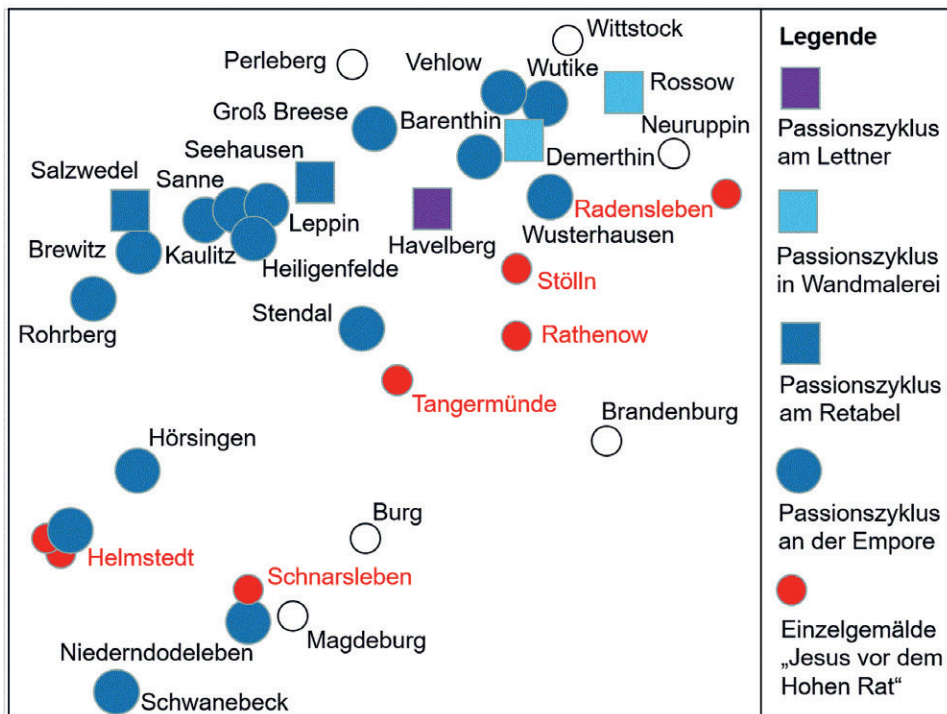 Wittstock
Perleberg
Vehlow
Wutike
Rossow
Groß Breese
Barenthin
Neuruppin
Seehausen
Demerthin
Salzwedel
Sanne
Radensleben
Leppin
Wusterhausen
Brewitz
Kaulitz
Havelberg
Heiligenfelde
Stölln
Stendal
Rohrberg
Rathenow
Tangermünde
Brandenburg
Hörsingen
Burg
Helmstedt
Schnarsleben
Magdeburg
Niederndodeleben
Schwanebeck
Legende
Passionszyklus
am Lettner
Passionszyklus
in Wandmalerei
Passionszyklus
am Retabel
Passionszyklus
an der Empore
Einzelgemälde
„Jesus vor dem
Hohen Rat“